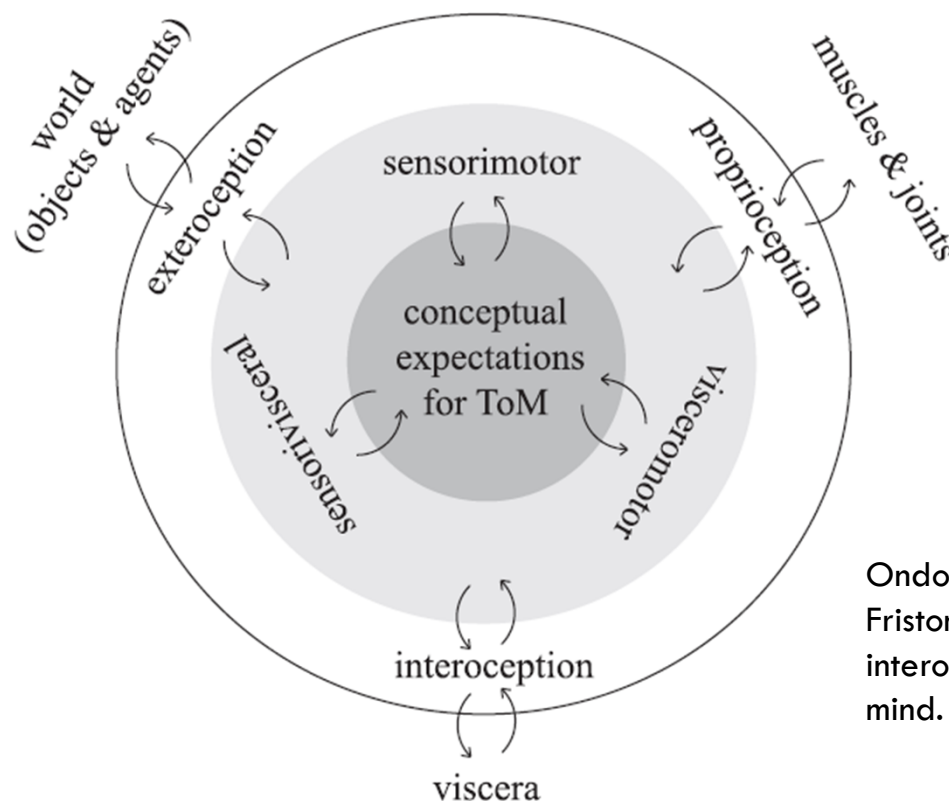 world
(objects & agents)
exteroception
sensorimotor
proprioception
muscles & joints
conceptual
expectations
for ToM
sensorivisceral
visceromotor
interoception
viscera
Ondo
Fristor
intero
mind.